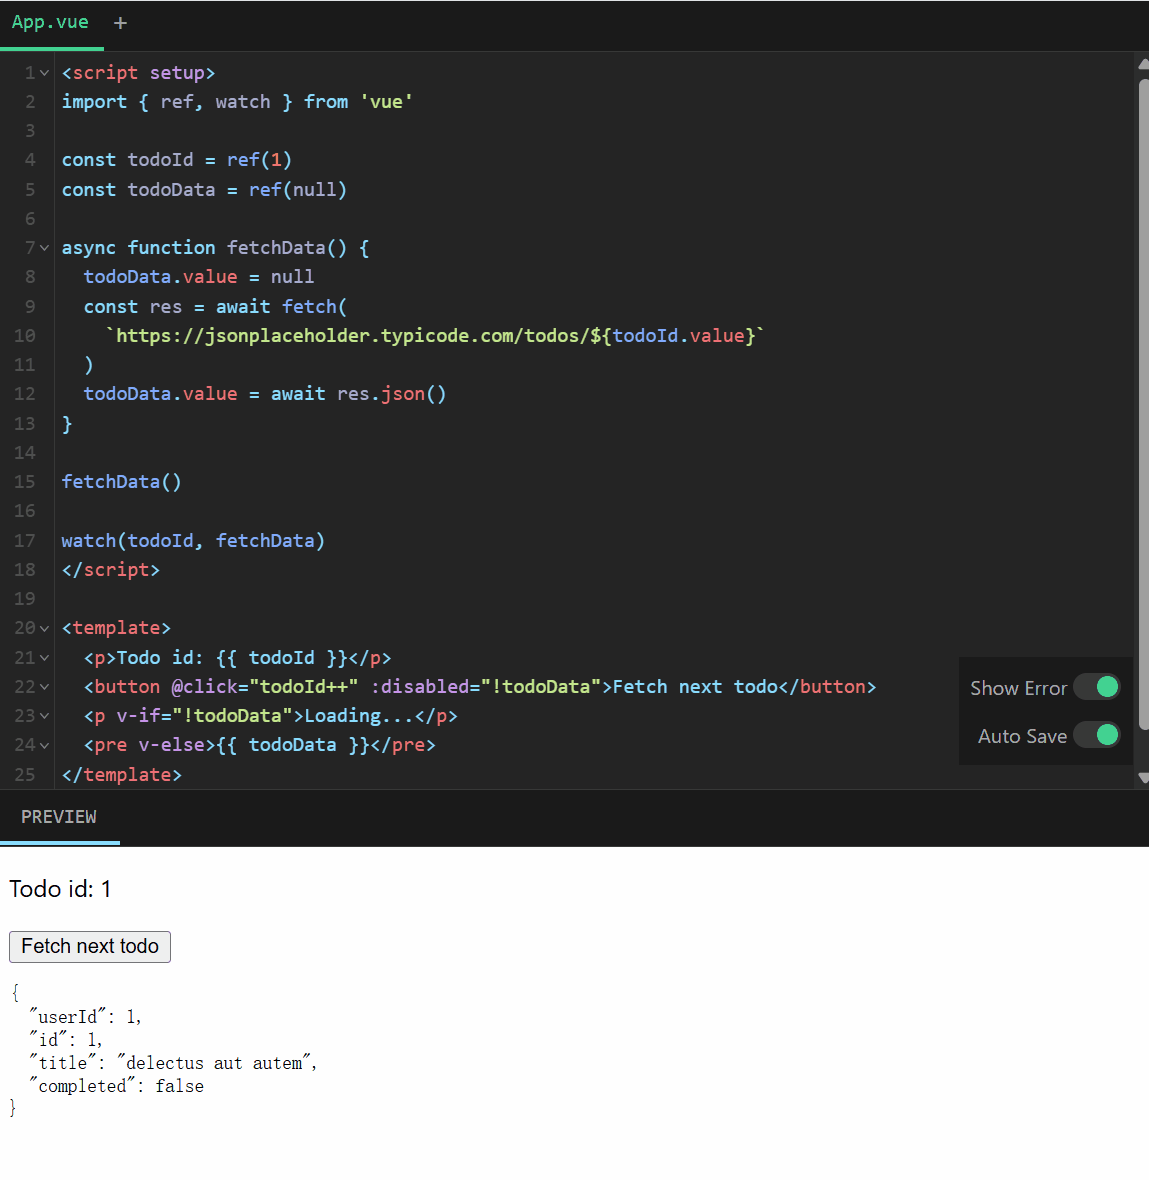 App.vue +
1 <script setup>
2 import { ref, watch } from 'vue'
3
4 const todoId = ref(1)
5 const todoData = ref(null)
6
7 async function fetchData() {
8   todoData.value = null
9   const res = await fetch(
10     `https://jsonplaceholder.typicode.com/todos/${todoId.value}`
11   )
12   todoData.value = await res.json()
13 }
14
15 fetchData()
16
17 watch(todoId, fetchData)
18 </script>
19
20 <template>
21   <p>Todo id: {{ todoId }}</p>
22   <button @click="todoId++" :disabled="!todoData">Fetch next todo</button>
23   <p v-if="!todoData">Loading...</p>
24   <pre v-else>{{ todoData }}</pre>
25 </template>
Show Error
Auto Save
PREVIEW
Todo id: 1
Fetch next todo
{
  "userId": 1,
  "id": 1,
  "title": "delectus aut autem",
  "completed": false
}